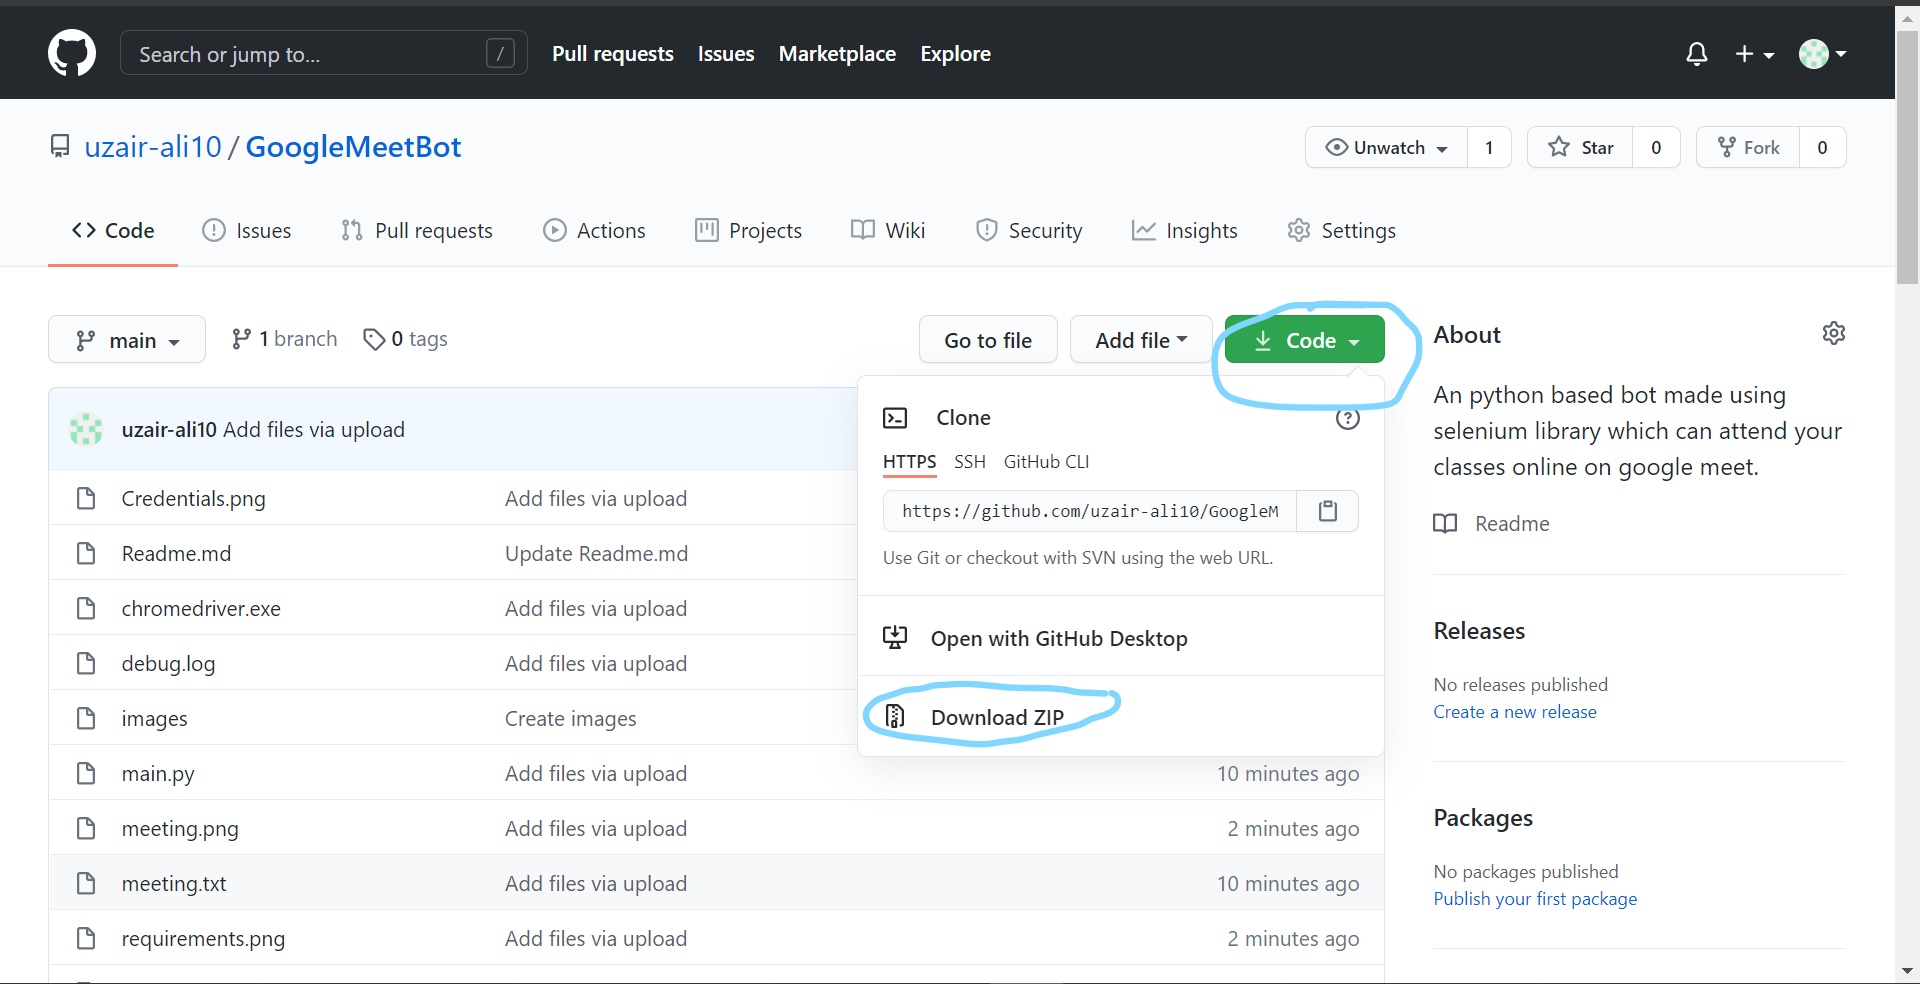 Search or jump to... /
Pull requests Issues Marketplace Explore
uzair-ali10 / GoogleMeetBot
Unwatch 1 Star 0 Fork 0
Code Issues Pull requests Actions Projects Wiki Security Insights Settings
main 1 branch 0 tags
Go to file Add file Code
Clone
HTTPS SSH GitHub CLI
https://github.com/uzair-ali10/GoogleM
Use Git or checkout with SVN using the web URL.
Open with GitHub Desktop
Download ZIP
uzair-ali10 Add files via upload
Credentials.png Add files via upload
Readme.md Update Readme.md
chromedriver.exe Add files via upload
debug.log Add files via upload
images Create images
main.py Add files via upload 10 minutes ago
meeting.png Add files via upload 2 minutes ago
meeting.txt Add files via upload 10 minutes ago
requirements.png Add files via upload 2 minutes ago
About
An python based bot made using
selenium library which can attend your
classes online on google meet.
Readme
Releases
No releases published
Create a new release
Packages
No packages published
Publish your first package